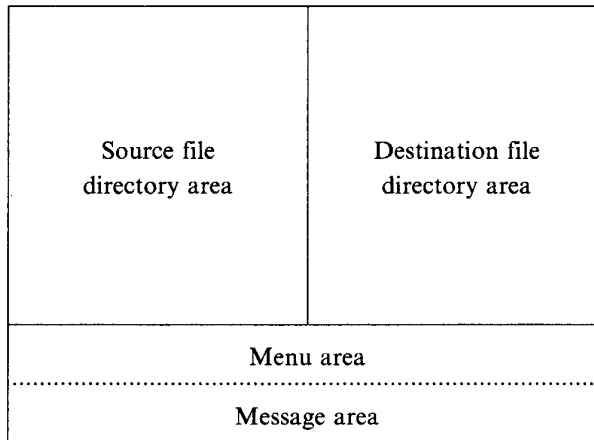 Source file
directory area
Destination file
directory area
Menu area
Message area